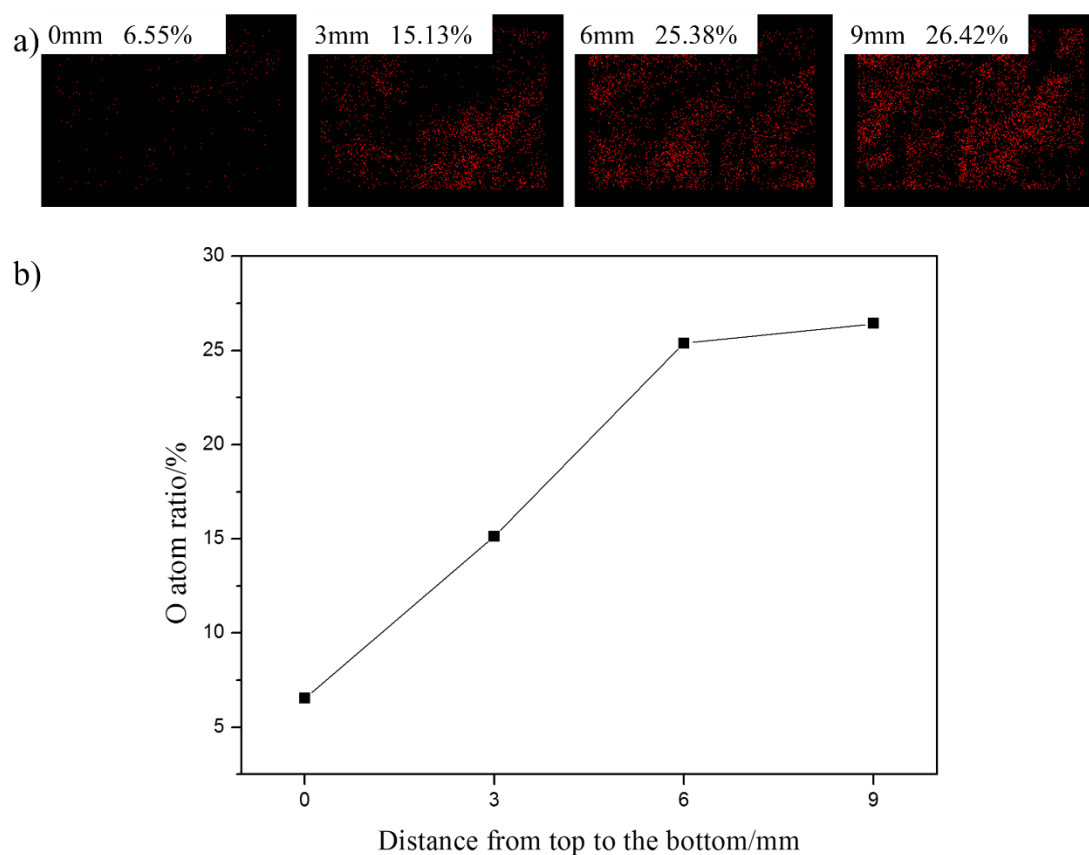 a)
0mm 6.55%
3mm 15.13%
6mm 25.38%
9mm 26.42%
b)
30
25
20
15
10
5
O atom ratio/%
0 3 6 9
Distance from top to the bottom/mm